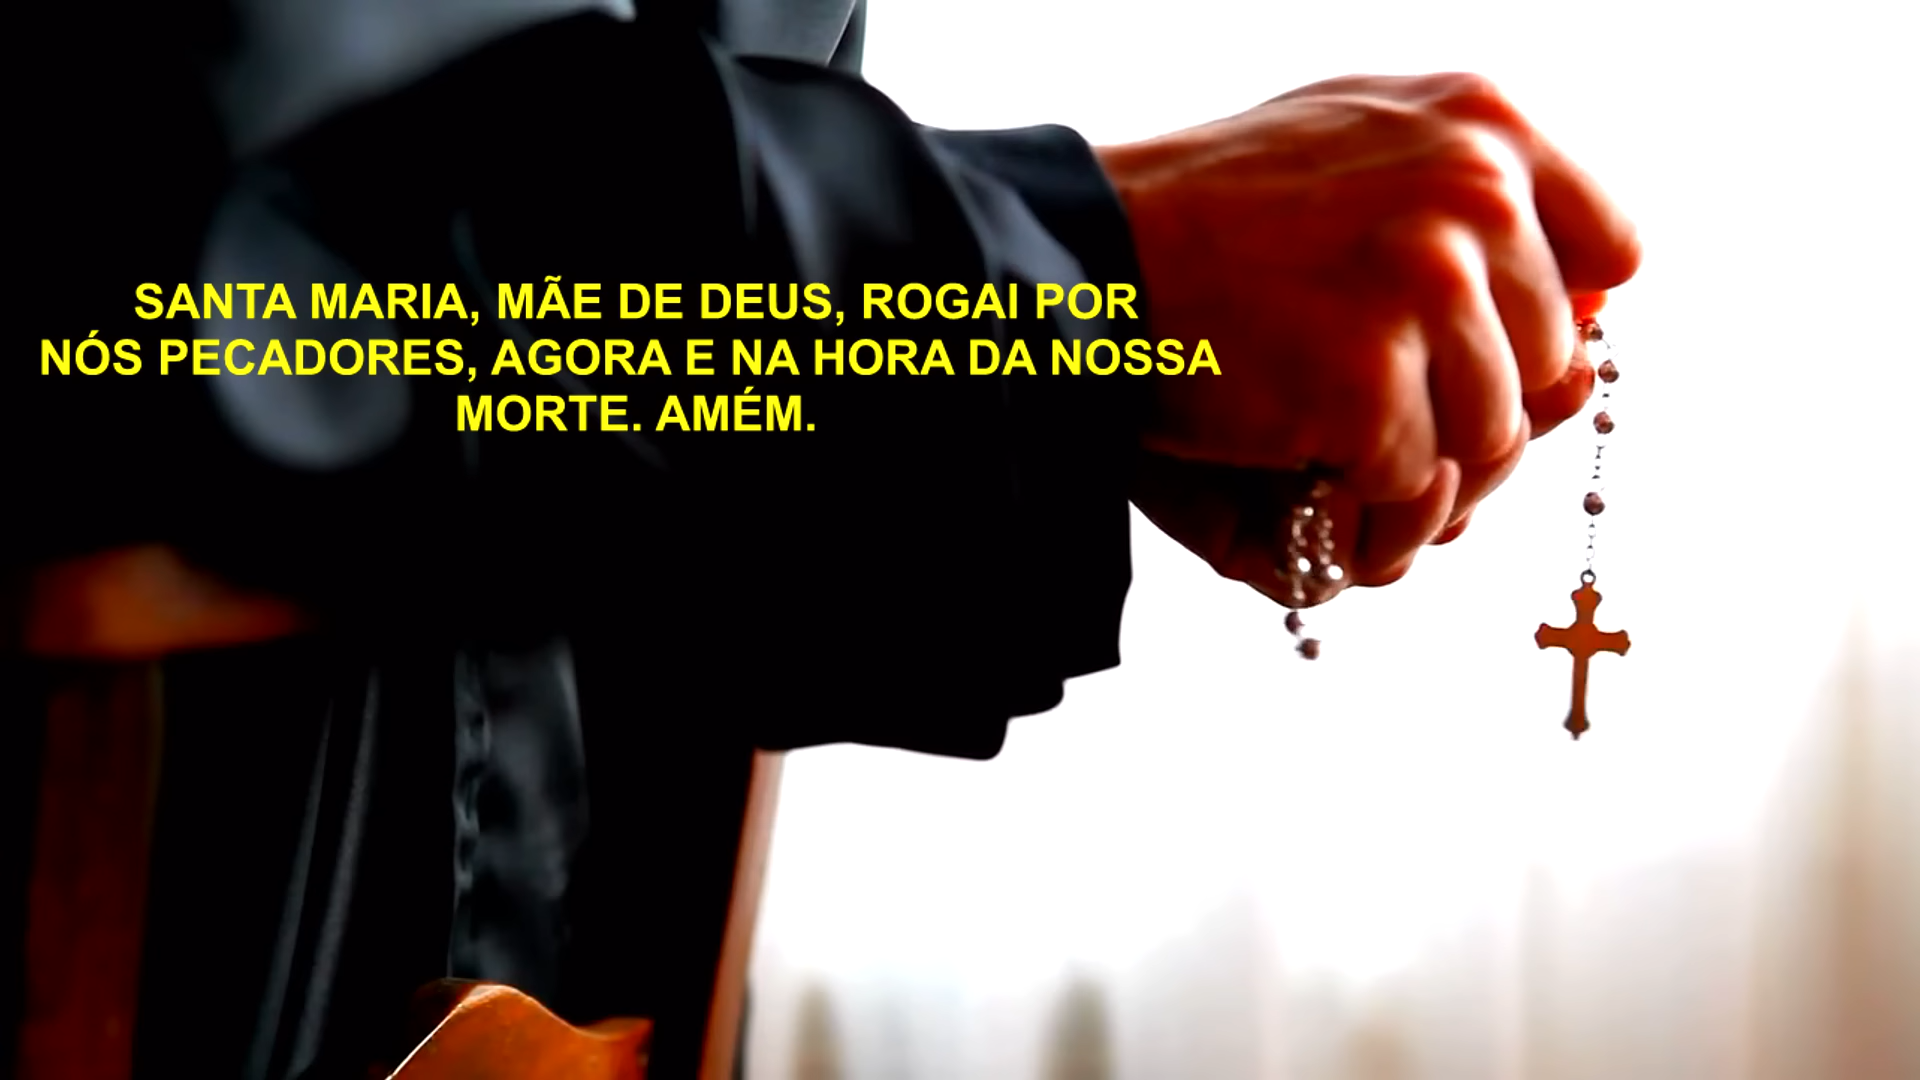 SANTA MARIA, MÃE DE DEUS, ROGAI POR
NÓS PECADORES, AGORA E NA HORA DA NOSSA
MORTE. AMÉM.